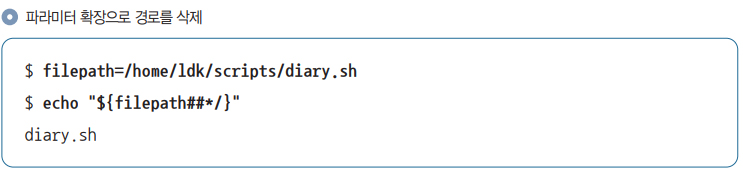 파라미터 확장으로 경로를 삭제
$ filepath=/home/ldk/scripts/diary.sh
$ echo "${filepath##*/}"
diary.sh